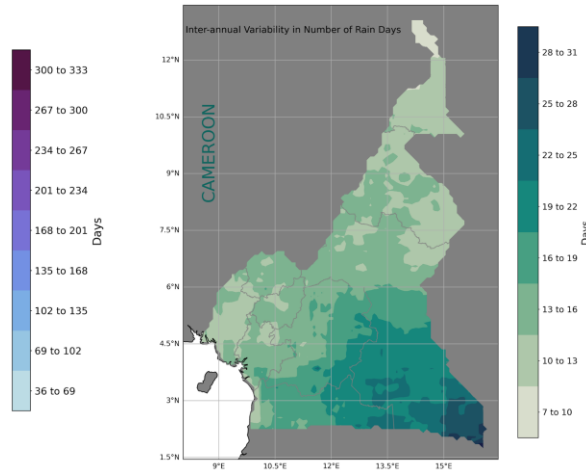 300 to 333
267 to 300
234 to 267
201 to 234
168 to 201
135 to 168
102 to 135
69 to 102
36 to 69
Days
Inter-annual Variability in Number of Rain Days
CAMEROON
12°N
10.5°N
9°N
7.5°N
6°N
4.5°N
3°N
1.5°N
9°E
10.5°E
12°E
13.5°E
15°E
28 to 31
25 to 28
22 to 25
19 to 22
16 to 19
13 to 16
10 to 13
7 to 10
Days